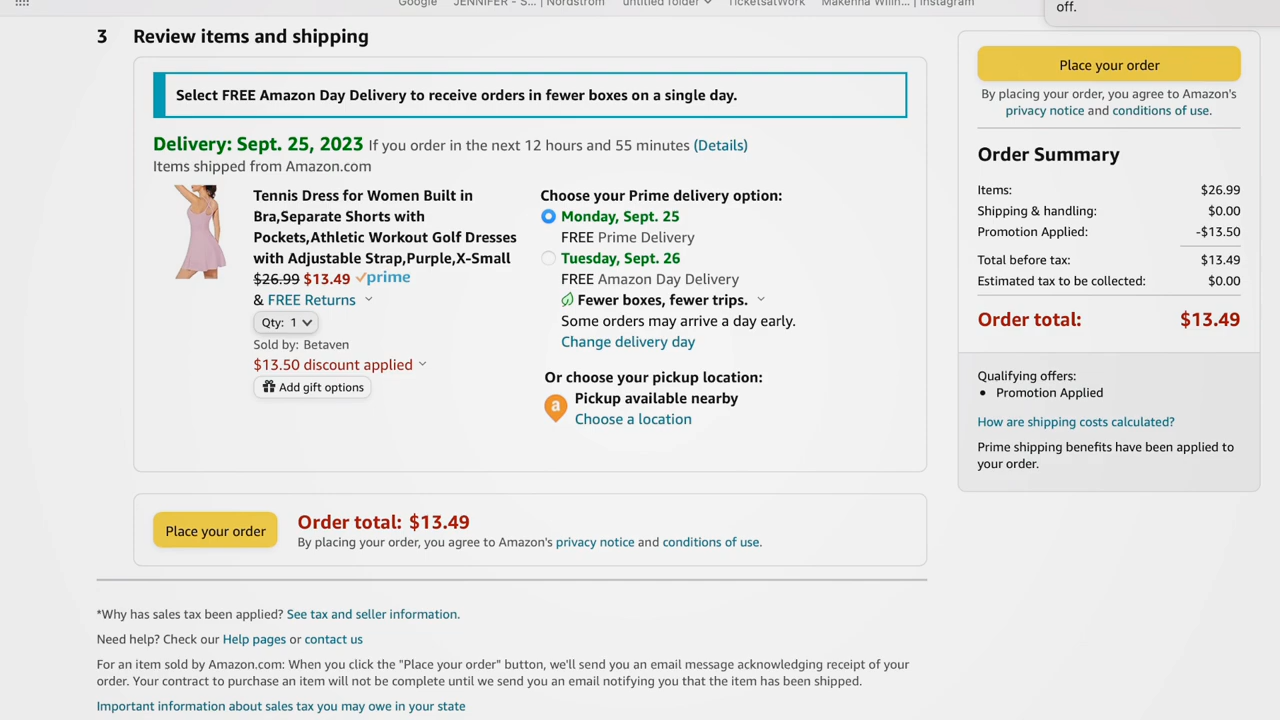 Google JENNIFER - S... | Nordstrom untitled folder TicketsatWork Makenna Willn... | Instagram
off.
3 Review items and shipping
Select FREE Amazon Day Delivery to receive orders in fewer boxes on a single day.
Delivery: Sept. 25, 2023 If you order in the next 12 hours and 55 minutes (Details)
Items shipped from Amazon.com
Tennis Dress for Women Built in
Bra,Separate Shorts with
Pockets,Athletic Workout Golf Dresses
with Adjustable Strap,Purple,X-Small
$26.99 $13.49 prime
& FREE Returns
Qty: 1
Sold by: Betaven
$13.50 discount applied
Add gift options
Choose your Prime delivery option:
Monday, Sept. 25
FREE Prime Delivery
Tuesday, Sept. 26
FREE Amazon Day Delivery
Fewer boxes, fewer trips.
Some orders may arrive a day early.
Change delivery day
Or choose your pickup location:
a Pickup available nearby
Choose a location
Place your order
Order total: $13.49
By placing your order, you agree to Amazon's privacy notice and conditions of use.
*Why has sales tax been applied? See tax and seller information.
Need help? Check our Help pages or contact us
For an item sold by Amazon.com: When you click the "Place your order" button, we'll send you an email message acknowledging receipt of your
order. Your contract to purchase an item will not be complete until we send you an email notifying you that the item has been shipped.
Important information about sales tax you may owe in your state
Place your order
By placing your order, you agree to Amazon's
privacy notice and conditions of use.
Order Summary
Items: $26.99
Shipping & handling: $0.00
Promotion Applied: -$13.50
Total before tax: $13.49
Estimated tax to be collected: $0.00
Order total: $13.49
Qualifying offers:
• Promotion Applied
How are shipping costs calculated?
Prime shipping benefits have been applied to
your order.